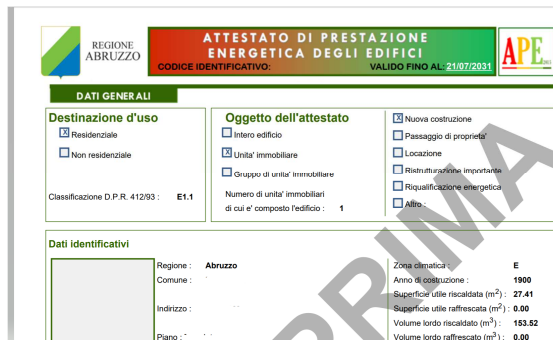 REGIONE
ABRUZZO
ATTESTATO DI PRESTAZIONE
ENERGETICA DEGLI EDIFICI
CODICE IDENTIFICATIVO: VALIDO FINO AL: 21/07/2031
APE
DATI GENERALI
Destinazione d'uso
X Residenziale
Non residenziale
Classificazione D.P.R. 412/93 : E1.1
Oggetto dell'attestato
Intero edificio
X Unita' immobiliare
Gruppo di unita' immobiliare
Numero di unita' immobiliari
di cui e' composto l'edificio : 1
X Nuova costruzione
Passaggio di proprieta'
Locazione
Ristrutturazione importante
Riqualificazione energetica
Altro :
Dati identificativi
Regione : Abruzzo
Comune :
Indirizzo :
Piano :
Zona climatica : E
Anno di costruzione : 1900
Superficie utile riscaldata (m²) : 27.41
Superficie utile raffrescata (m²) : 0.00
Volume lordo riscaldato (m³) : 153.52
Volume lordo raffrescato (m³) : 0.00
PRIMA